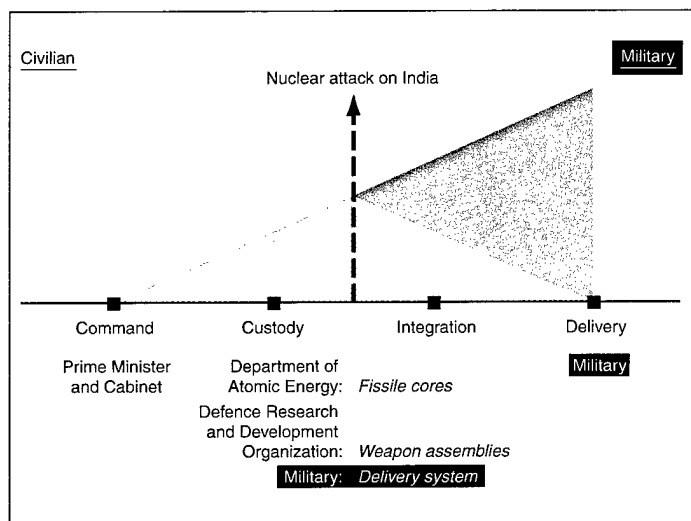 Civilian
Military
Nuclear attack on India
Command
Custody
Integration
Delivery
Prime Minister
and Cabinet
Department of
Atomic Energy: Fissile cores
Defence Research
and Development
Organization: Weapon assemblies
Military: Delivery system
Military